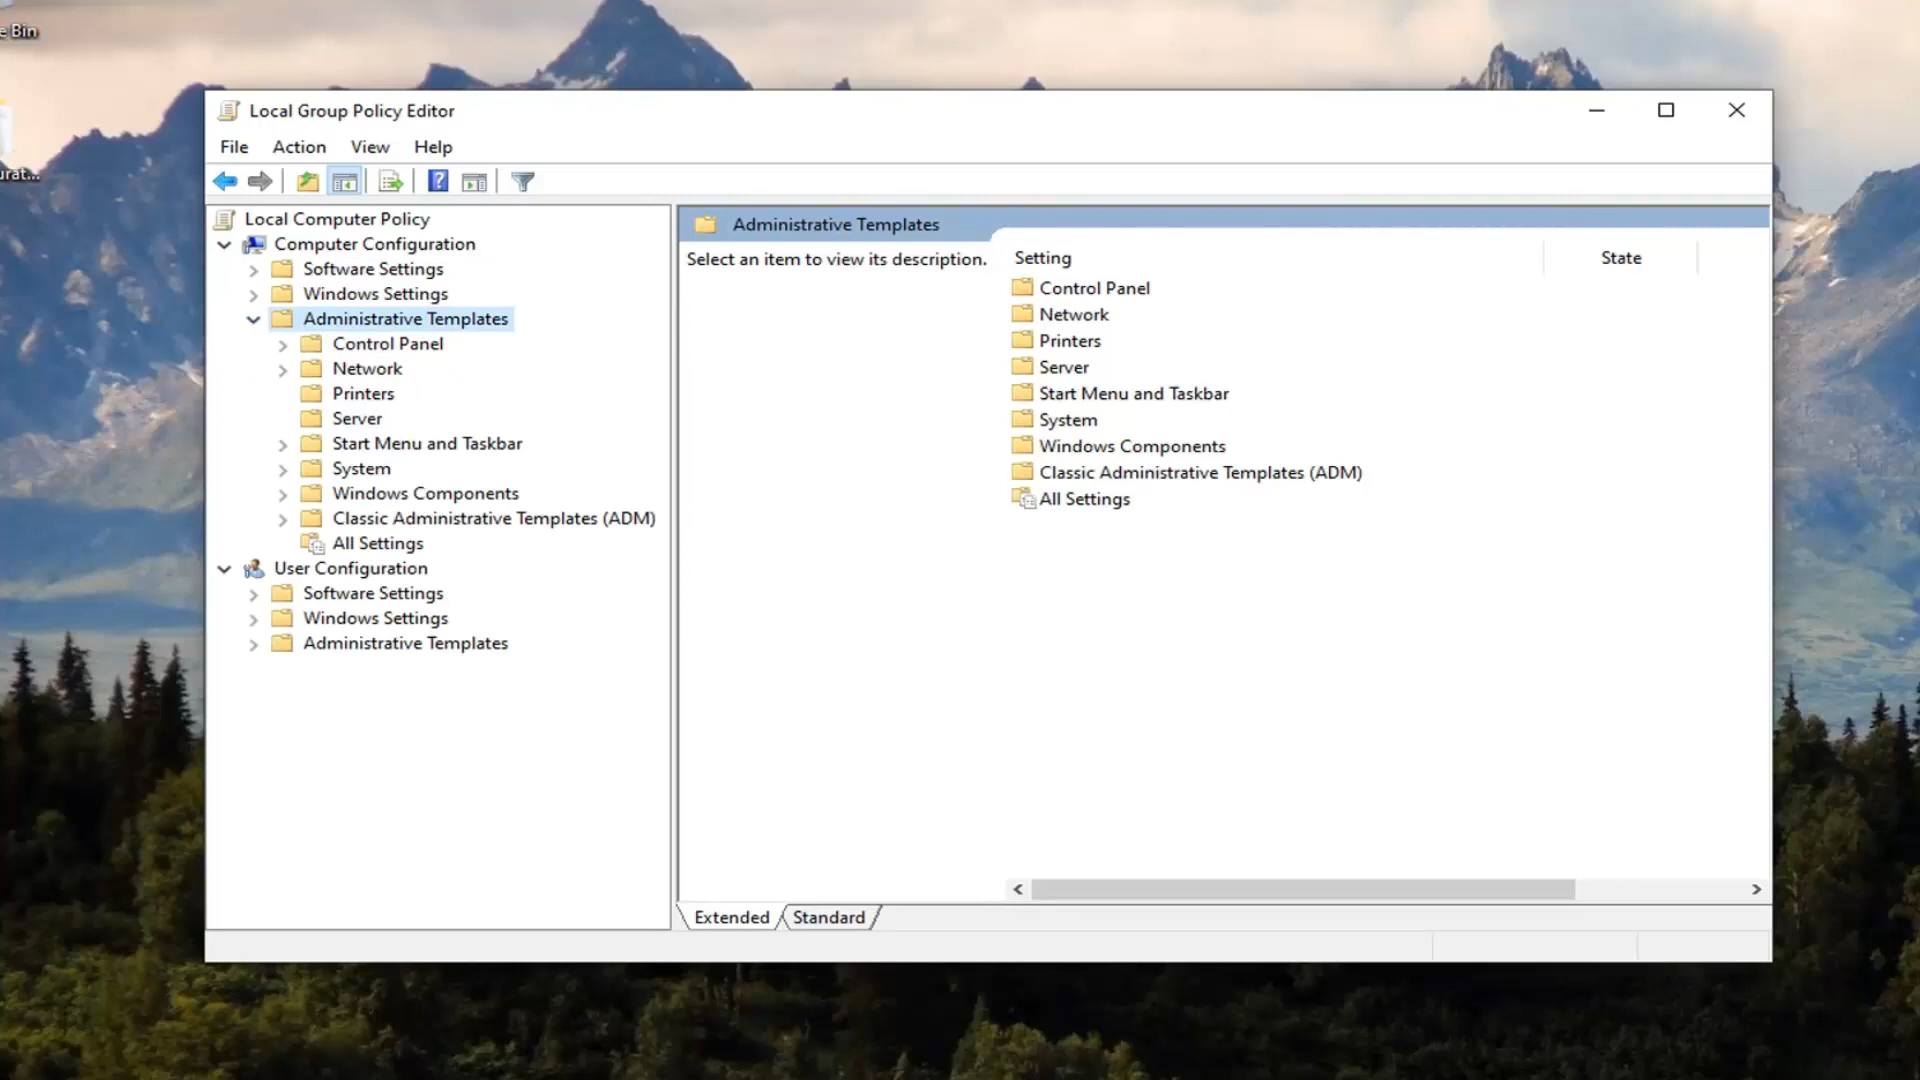 e Bin
urat...
Local Group Policy Editor
File Action View Help
Local Computer Policy
Computer Configuration
Software Settings
Windows Settings
Administrative Templates
Control Panel
Network
Printers
Server
Start Menu and Taskbar
System
Windows Components
Classic Administrative Templates (ADM)
All Settings
User Configuration
Software Settings
Windows Settings
Administrative Templates
Administrative Templates
Select an item to view its description.
Setting State
Control Panel
Network
Printers
Server
Start Menu and Taskbar
System
Windows Components
Classic Administrative Templates (ADM)
All Settings
Extended Standard